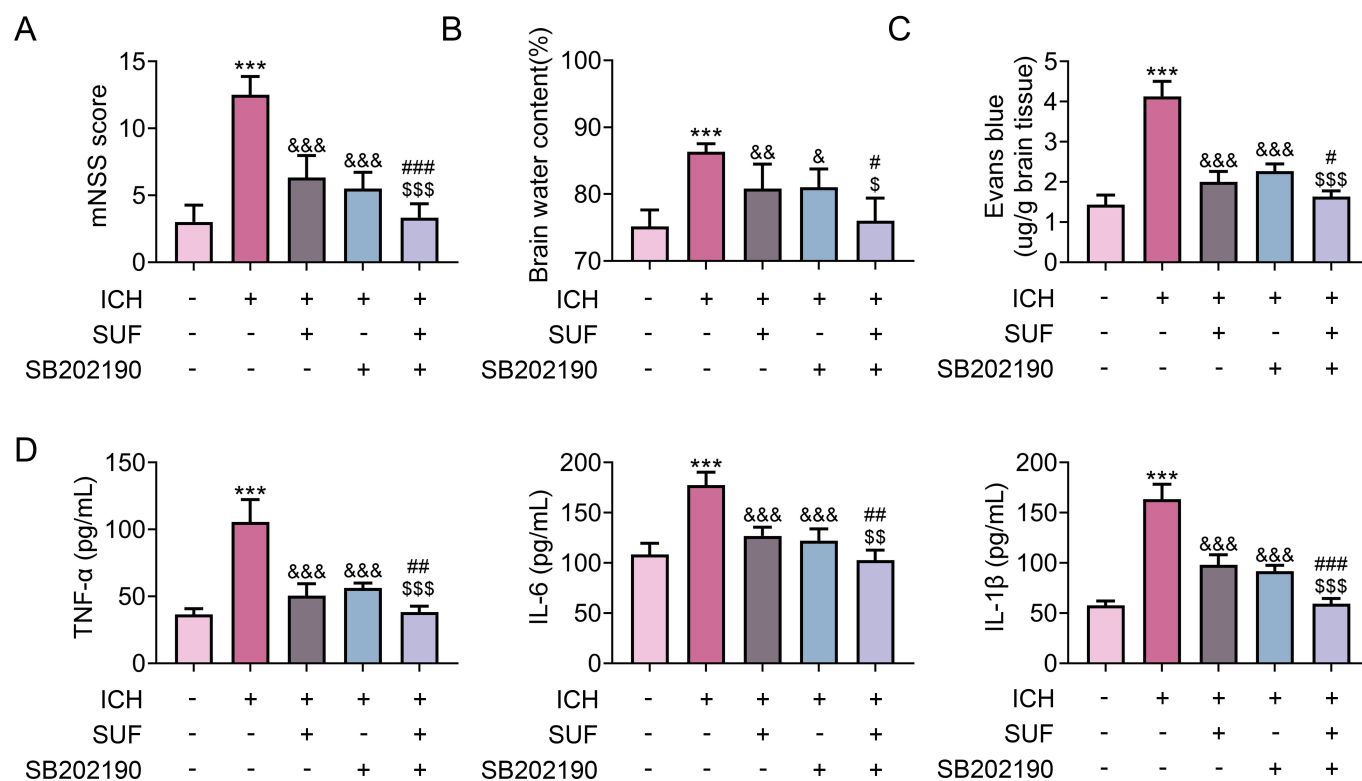 A
mNSS score
15
10
5
0
***
&&&
&&&
###
$$$
ICH - + + + +
SUF - - + - +
SB202190 - - - + +
B
Brain water content(%)
100
90
80
70
***
&&
&
#
$
ICH - + + + +
SUF - - + - +
SB202190 - - - + +
C
Evans blue
(ug/g brain tissue)
5
4
3
2
1
0
***
&&&
&&&
#
$$$
ICH - + + + +
SUF - - + - +
SB202190 - - - + +
D
TNF-α (pg/mL)
150
100
50
0
***
&&&
&&&
##
$$$
ICH - + + + +
SUF - - + - +
SB202190 - - - + +
IL-6 (pg/mL)
200
150
100
50
0
***
&&&
&&&
##
$$
ICH - + + + +
SUF - - + - +
SB202190 - - - + +
IL-1β (pg/mL)
200
150
100
50
0
***
&&&
&&&
###
$$$
ICH - + + + +
SUF - - + - +
SB202190 - - - + +